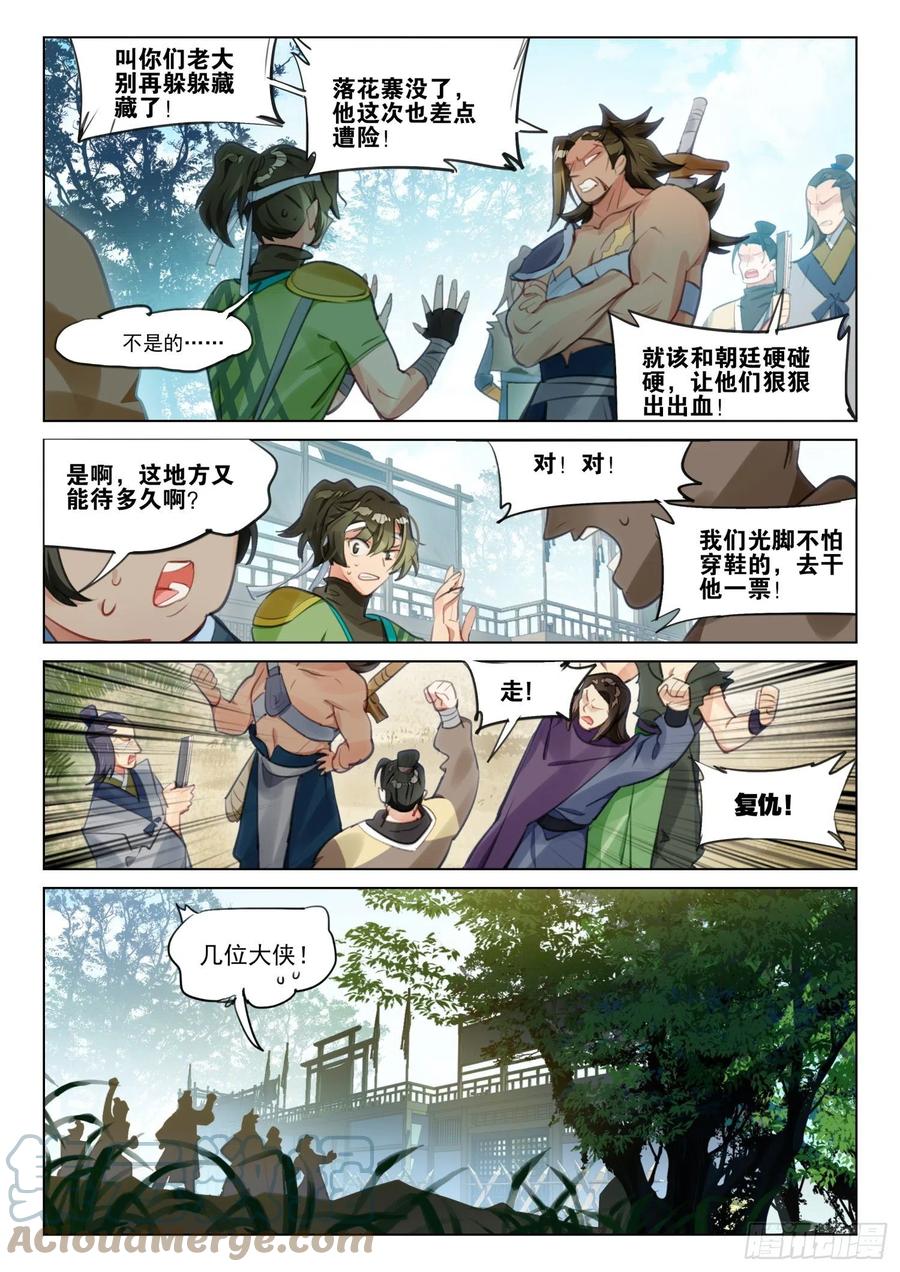 叫你们老大
别再躲躲藏
藏了！
落花寨没了，
他这次也差点
遭险！
不是的……
就该和朝廷硬碰
硬，让他们狠狠
出出血！
是啊，这地方又
能待多久啊？
对！对！
我们光脚不怕
穿鞋的，去干
他一票！
走！
复仇！
几位大侠！
AcloudMerge.com
腾讯动漫